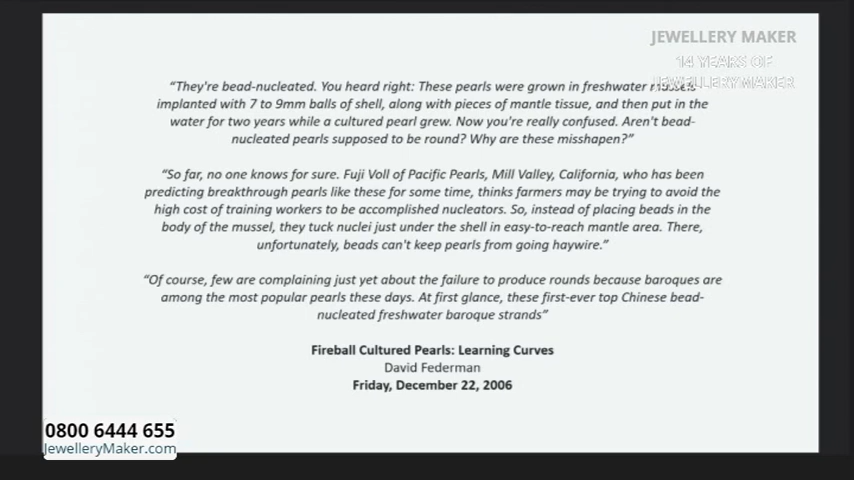 JEWELLERY MAKER
14 YEARS OF
JEWELLERYMAKER
“They're bead-nucleated. You heard right: These pearls were grown in freshwater mussels
implanted with 7 to 9mm balls of shell, along with pieces of mantle tissue, and then put in the
water for two years while a cultured pearl grew. Now you're really confused. Aren't bead-
nucleated pearls supposed to be round? Why are these misshapen?”
“So far, no one knows for sure. Fuji Voll of Pacific Pearls, Mill Valley, California, who has been
predicting breakthrough pearls like these for some time, thinks farmers may be trying to avoid the
high cost of training workers to be accomplished nucleators. So, instead of placing beads in the
body of the mussel, they tuck nuclei just under the shell in easy-to-reach mantle area. There,
unfortunately, beads can't keep pearls from going haywire.”
“Of course, few are complaining just yet about the failure to produce rounds because baroques are
among the most popular pearls these days. At first glance, these first-ever top Chinese bead-
nucleated freshwater baroque strands”
Fireball Cultured Pearls: Learning Curves
David Federman
Friday, December 22, 2006
0800 6444 655
JewelleryMaker.com